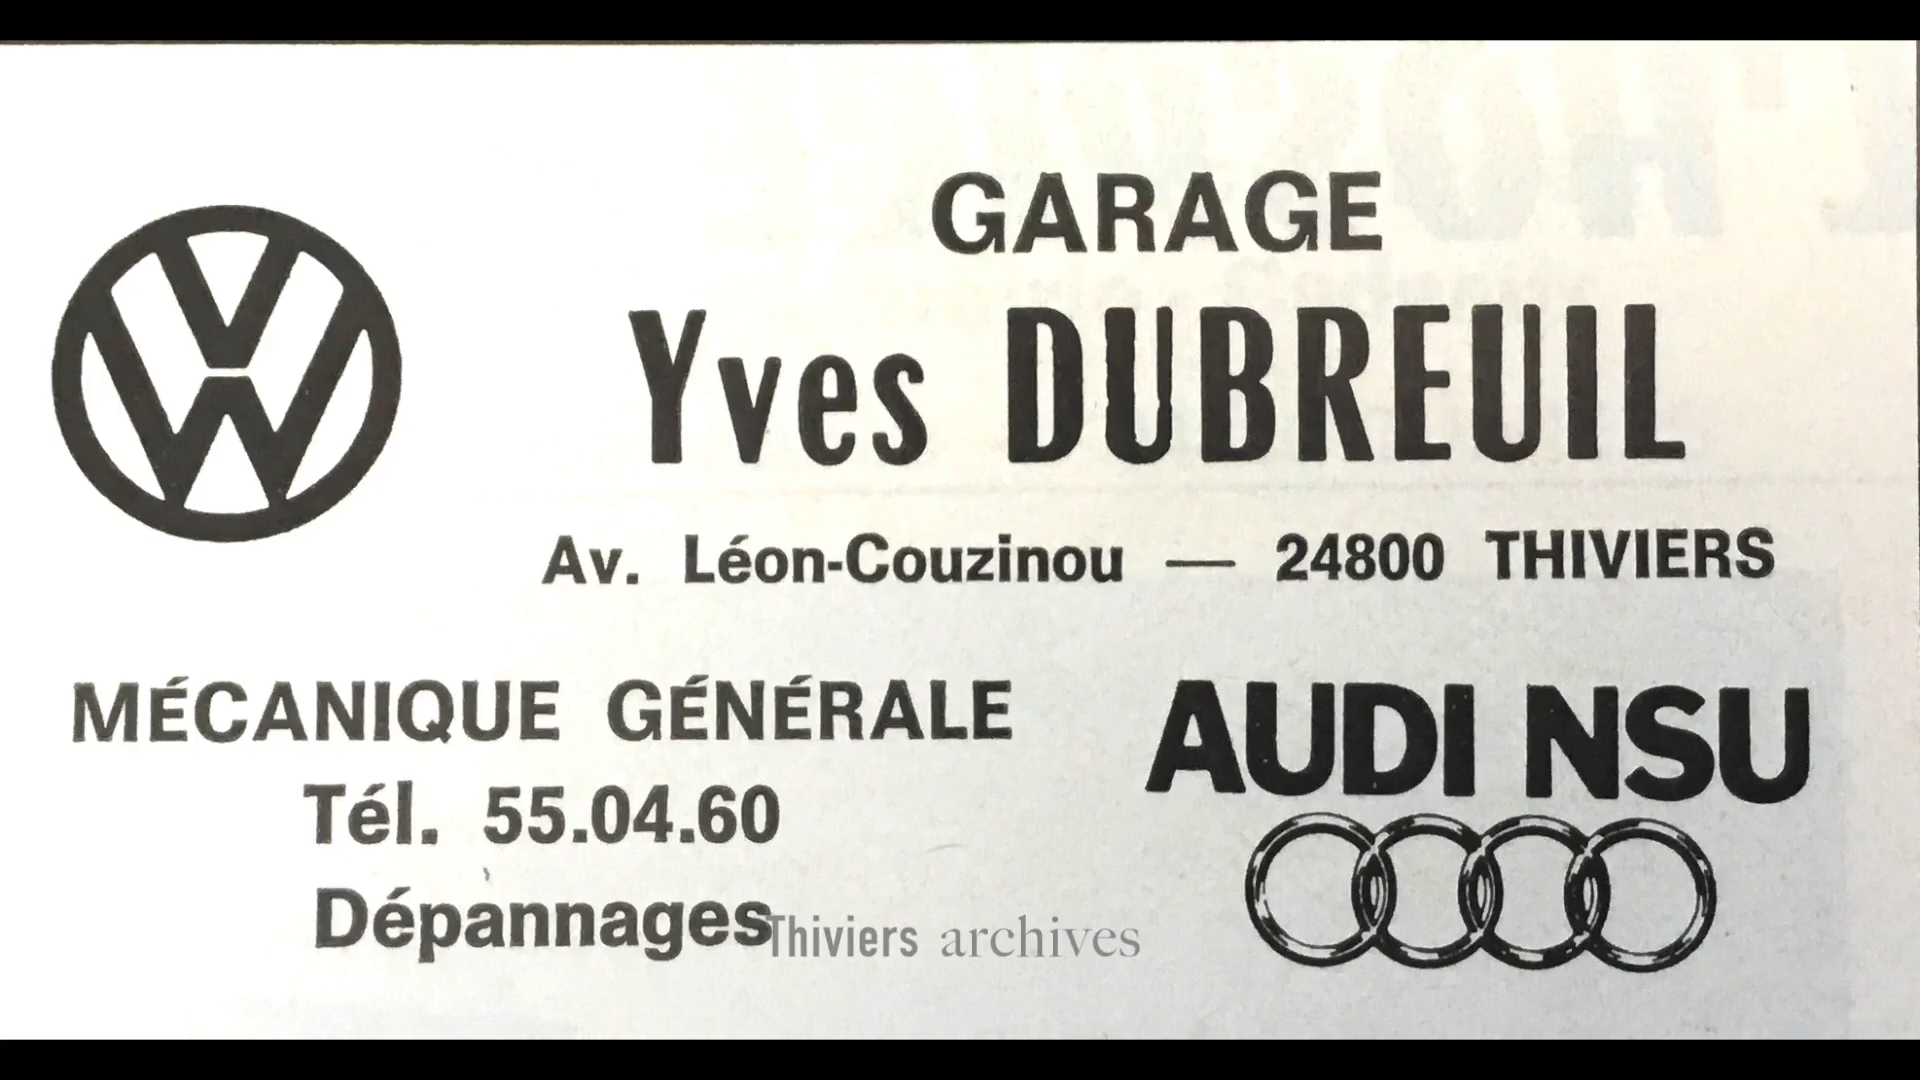 GARAGE
Yves DUBREUIL
Av. Léon-Couzinou — 24800 THIVIERS
MÉCANIQUE GÉNÉRALE
Tél. 55.04.60
Dépannages
AUDI NSU
Thiviers archives